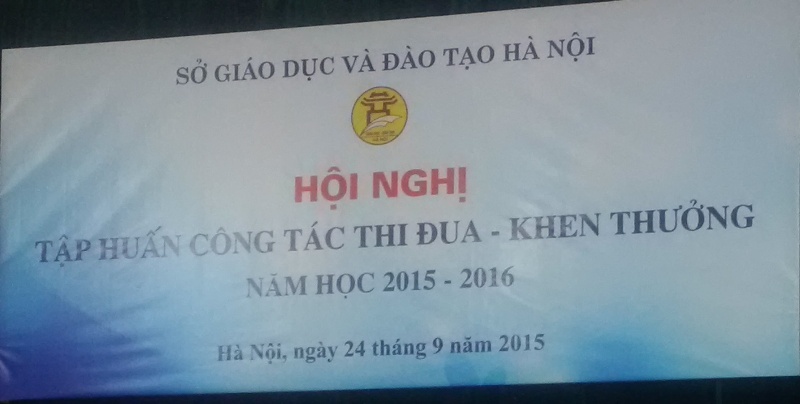 SỞ GIÁO DỤC VÀ ĐÀO TẠO HÀ NỘI
HỘI NGHỊ
TẬP HUẤN CÔNG TÁC THI ĐUA - KHEN THƯỞNG
NĂM HỌC 2015 - 2016
Hà Nội, ngày 24 tháng 9 năm 2015